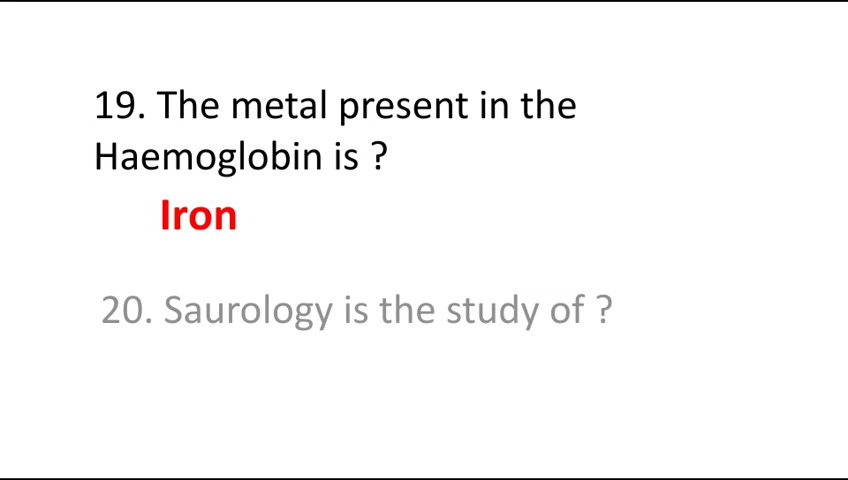 19. The metal present in the
Haemoglobin is ?
Iron
20. Saurology is the study of ?